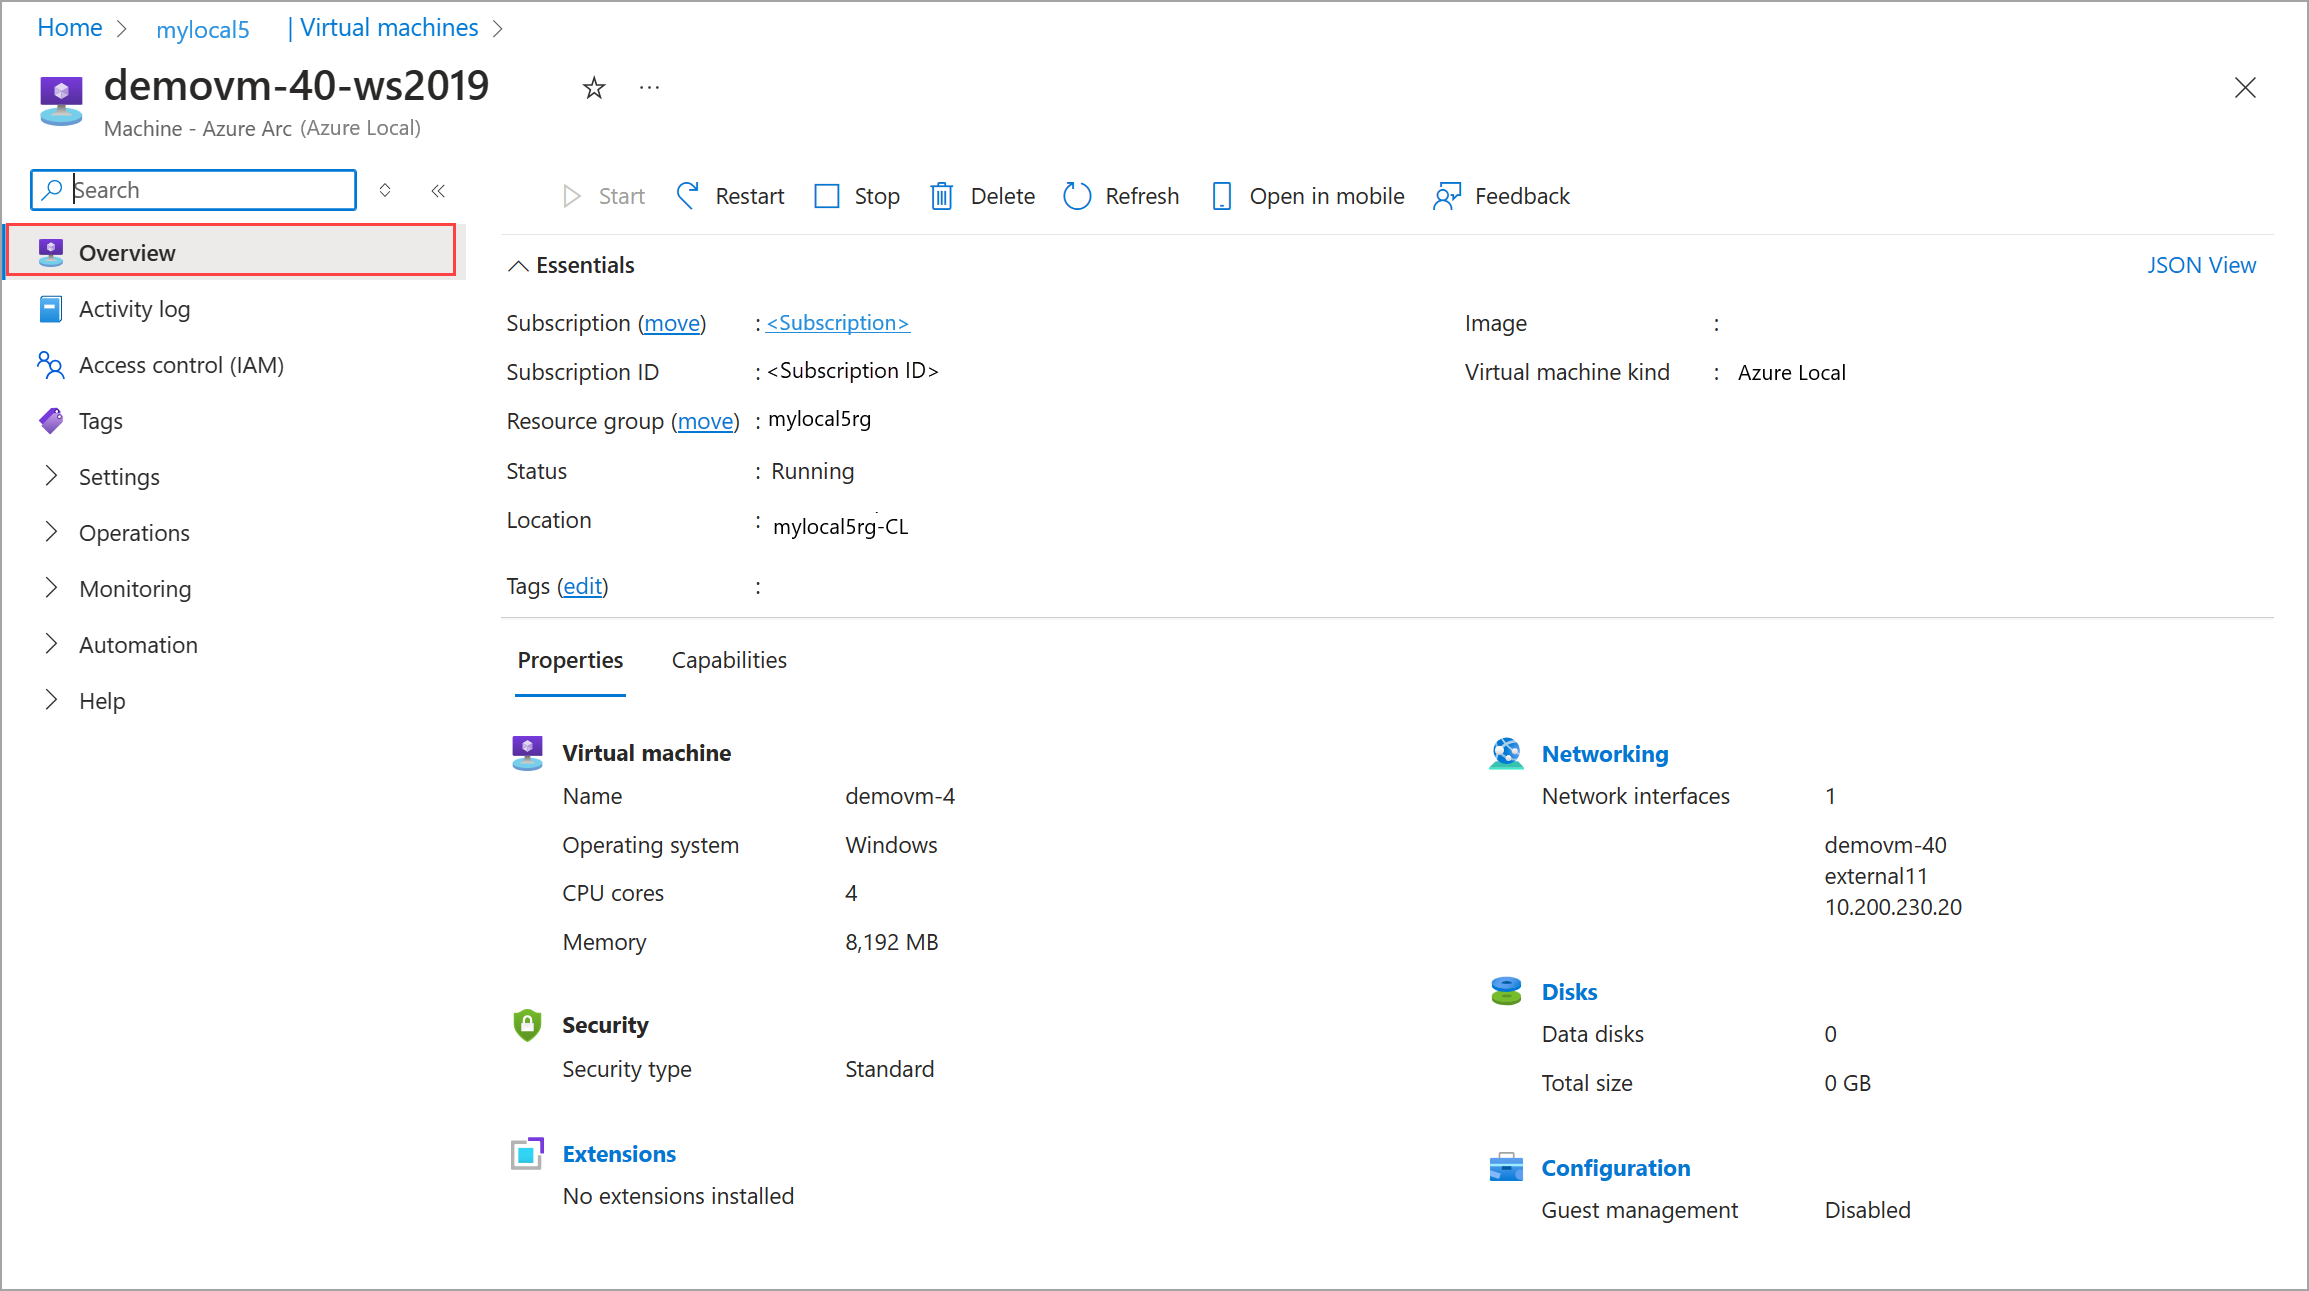 Home > mylocal5 | Virtual machines >
demovm-40-ws2019 ...
Machine - Azure Arc (Azure Local)
Search
Overview
Activity log
Access control (IAM)
Tags
Settings
Operations
Monitoring
Automation
Help
Start Restart Stop Delete Refresh Open in mobile Feedback
Essentials
JSON View
Subscription (move) : <Subscription>
Subscription ID : <Subscription ID>
Resource group (move) : mylocal5rg
Status : Running
Location : mylocal5rg-CL
Tags (edit) :
Image :
Virtual machine kind : Azure Local
Properties Capabilities
Virtual machine
Name demovm-4
Operating system Windows
CPU cores 4
Memory 8,192 MB
Security
Security type Standard
Extensions
No extensions installed
Networking
Network interfaces 1
demovm-40
external11
10.200.230.20
Disks
Data disks 0
Total size 0 GB
Configuration
Guest management Disabled